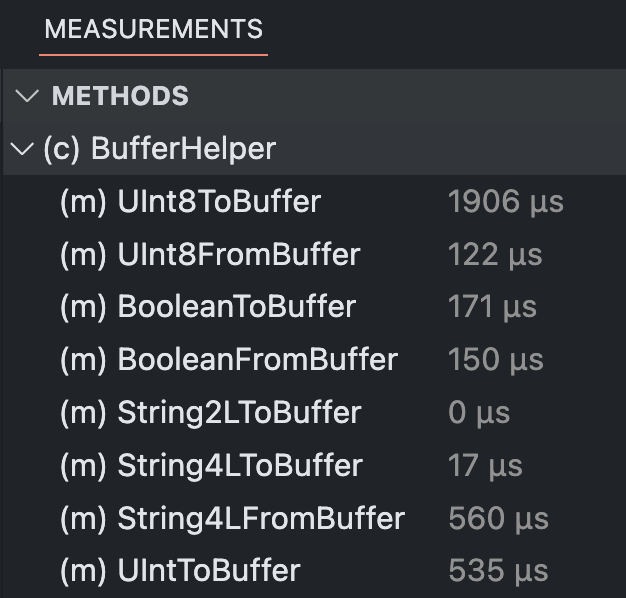 MEASUREMENTS
METHODS
(c) BufferHelper
(m) UInt8ToBuffer 1906 µs
(m) UInt8FromBuffer 122 µs
(m) BooleanToBuffer 171 µs
(m) BooleanFromBuffer 150 µs
(m) String2LToBuffer 0 µs
(m) String4LToBuffer 17 µs
(m) String4LFromBuffer 560 µs
(m) UIntToBuffer 535 µs